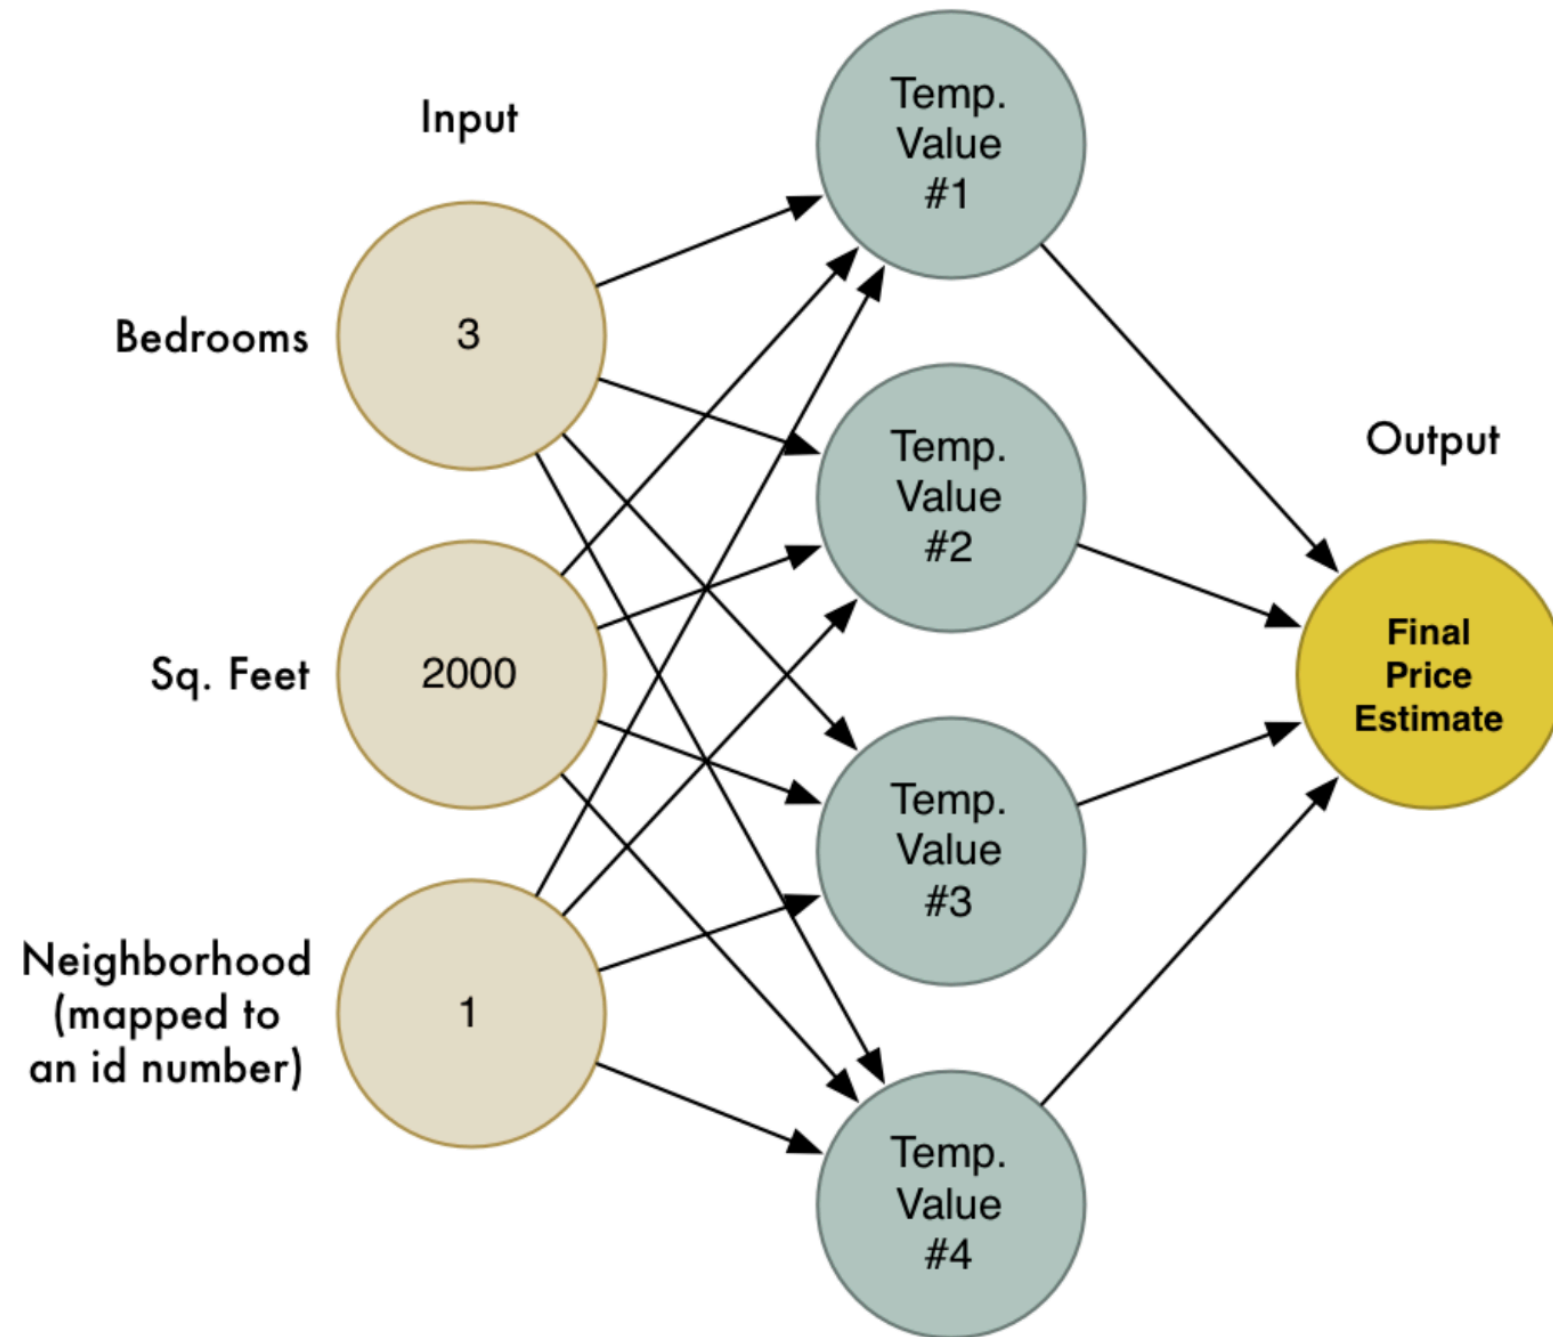 Input
Bedrooms
3
Sq. Feet
2000
Neighborhood
(mapped to
an id number)
1
Temp.
Value
#1
Temp.
Value
#2
Temp.
Value
#3
Temp.
Value
#4
Output
Final
Price
Estimate